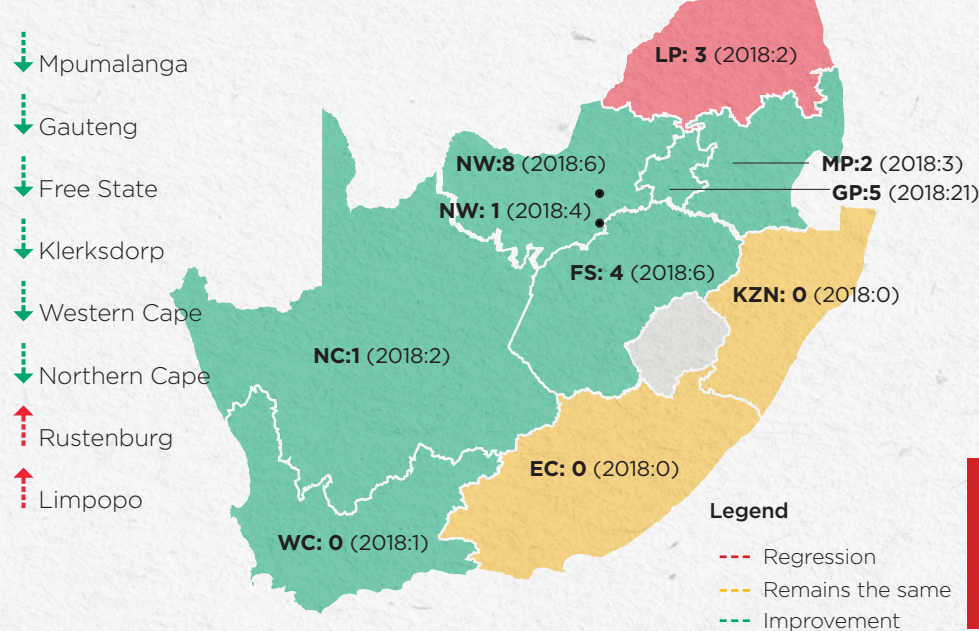 Mpumalanga
Gauteng
Free State
Klerksdorp
Western Cape
Northern Cape
Rustenburg
Limpopo
LP: 3 (2018:2)
NW:8 (2018:6)
MP:2 (2018:3)
GP:5 (2018:21)
NW: 1 (2018:4)
FS: 4 (2018:6)
KZN: 0 (2018:0)
NC:1 (2018:2)
EC: 0 (2018:0)
WC: 0 (2018:1)
Legend
Regression
Remains the same
Improvement